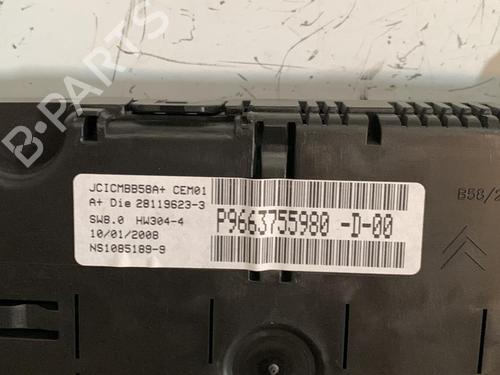 B-PARTS
JCICMBB58A+ CEM01
A+ Die 28119623-3
SW8.0 HW304-4
10/01/2008
NS1085189-9
P9663755980 -D-00
B58/2